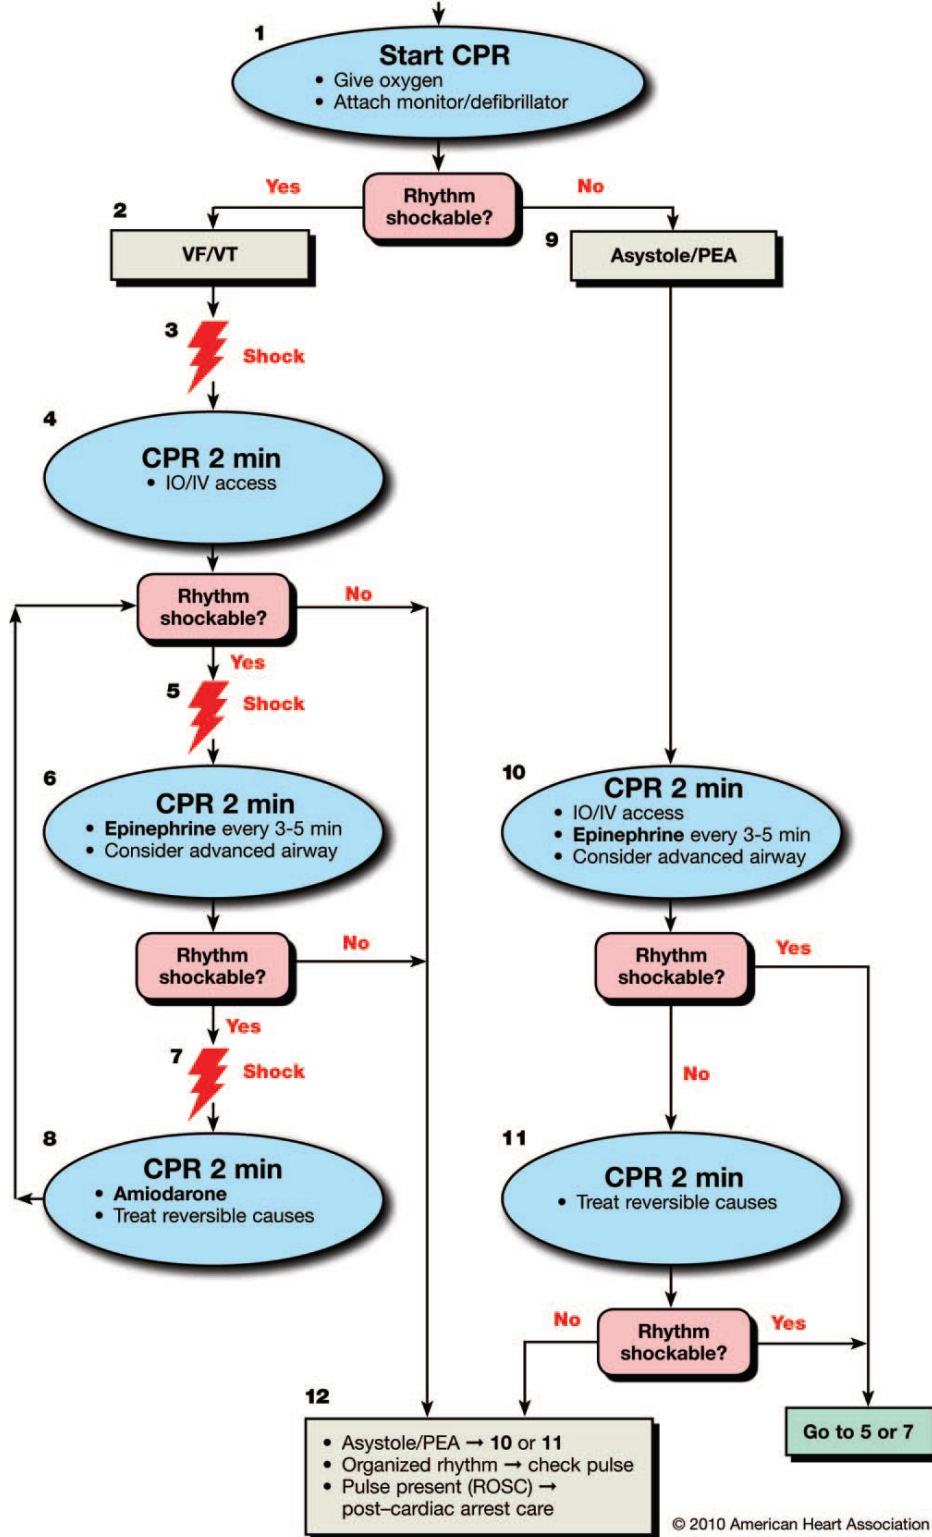 1
Start CPR
• Give oxygen
• Attach monitor/defibrillator
Yes
Rhythm
shockable?
No
2
VF/VT
9
Asystole/PEA
3
Shock
4
CPR 2 min
• IO/IV access
Rhythm
shockable?
No
Yes
5
Shock
6
CPR 2 min
• Epinephrine every 3-5 min
• Consider advanced airway
10
CPR 2 min
• IO/IV access
• Epinephrine every 3-5 min
• Consider advanced airway
Rhythm
shockable?
No
Yes
Rhythm
shockable?
Yes
No
7
Shock
8
CPR 2 min
• Amiodarone
• Treat reversible causes
11
CPR 2 min
• Treat reversible causes
No
Rhythm
shockable?
Yes
12
• Asystole/PEA → 10 or 11
• Organized rhythm → check pulse
• Pulse present (ROSC) →
post–cardiac arrest care
Go to 5 or 7
© 2010 American Heart Association